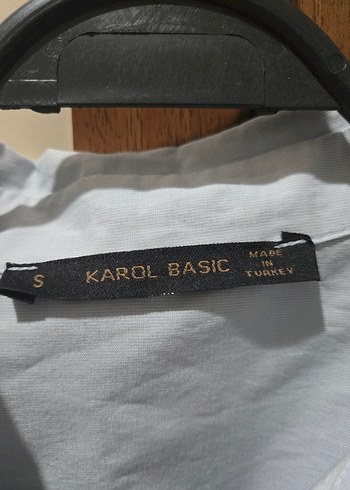 S KAROL BASIC
MADE
IN
TURKEY